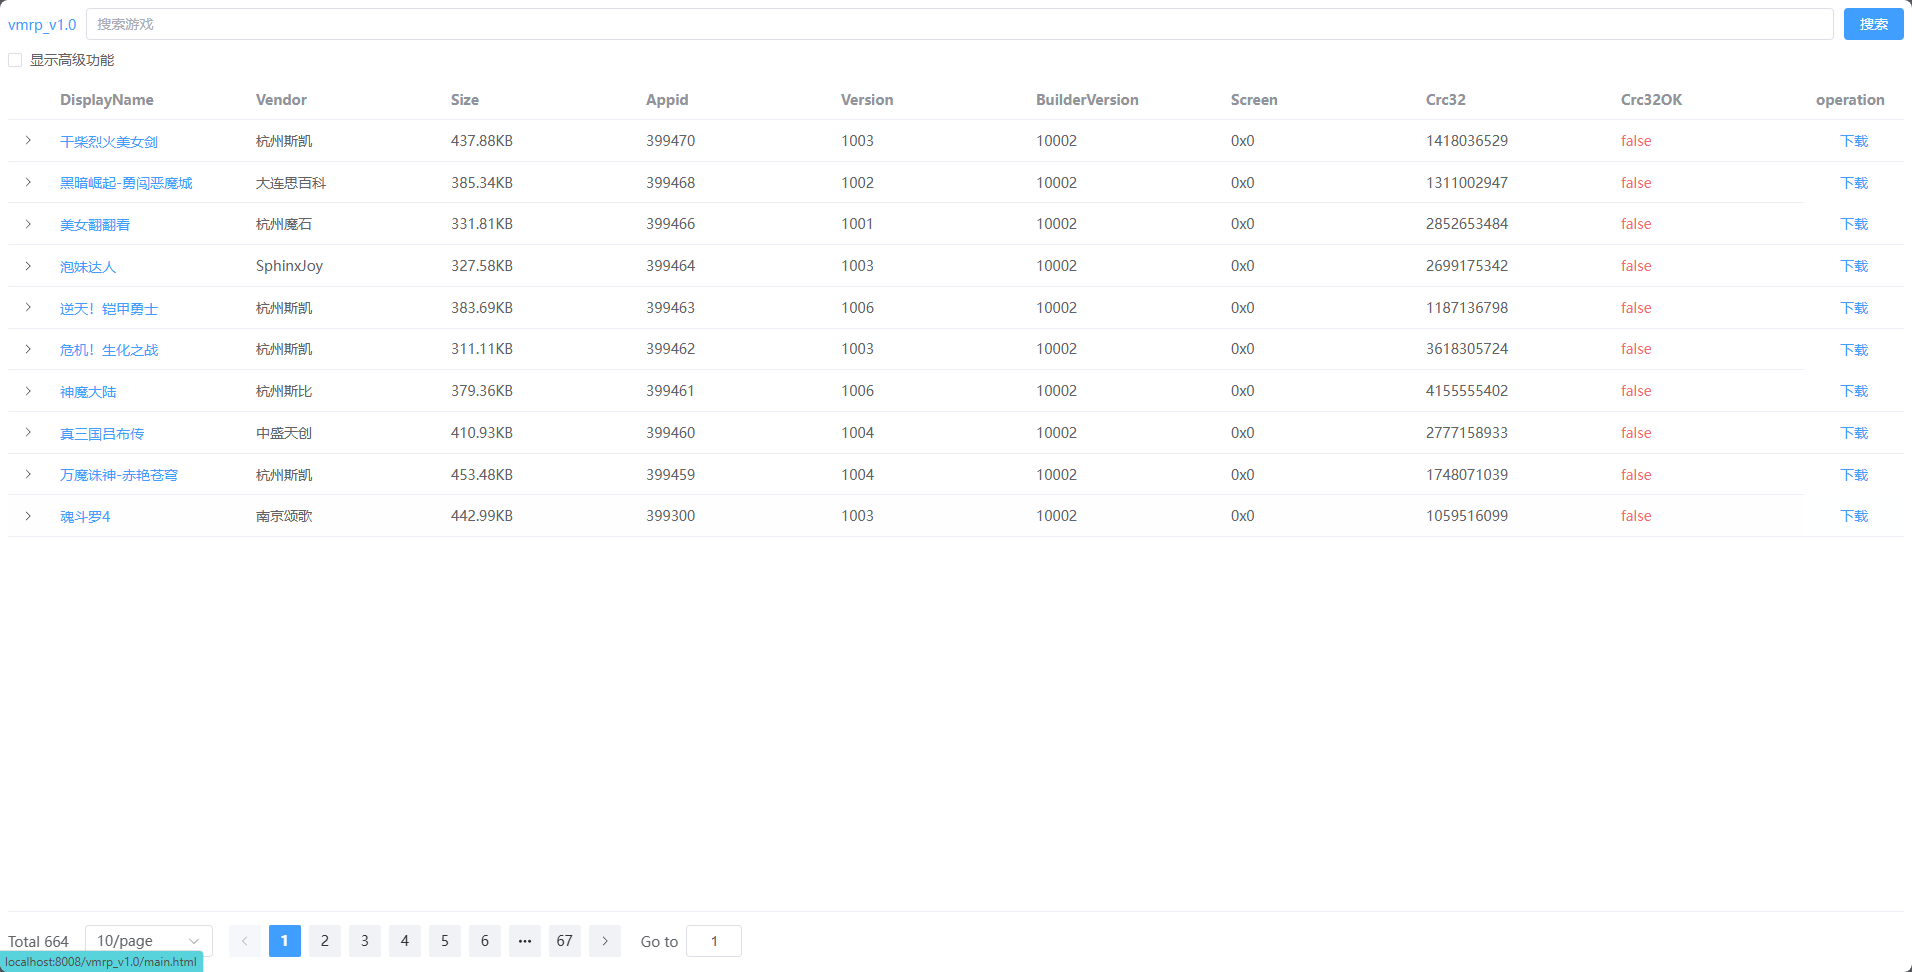 vmrp_v1.0 搜索游戏 搜索
显示高级功能
DisplayName Vendor Size Appid Version BuilderVersion Screen Crc32 Crc32OK operation
干柴烈火美女剑 杭州斯凯 437.88KB 399470 1003 10002 0x0 1418036529 false 下载
黑暗崛起-勇闯恶魔城 大连思百科 385.34KB 399468 1002 10002 0x0 1311002947 false 下载
美女翻翻看 杭州魔石 331.81KB 399466 1001 10002 0x0 2852653484 false 下载
泡妹达人 SphinxJoy 327.58KB 399464 1003 10002 0x0 2699175342 false 下载
逆天！铠甲勇士 杭州斯凯 383.69KB 399463 1006 10002 0x0 1187136798 false 下载
危机！生化之战 杭州斯凯 311.11KB 399462 1003 10002 0x0 3618305724 false 下载
神魔大陆 杭州斯比 379.36KB 399461 1006 10002 0x0 4155555402 false 下载
真三国吕布传 中盛天创 410.93KB 399460 1004 10002 0x0 2777158933 false 下载
万魔诛神-赤艳苍穹 杭州斯凯 453.48KB 399459 1004 10002 0x0 1748071039 false 下载
魂斗罗4 南京颂歌 442.99KB 399300 1003 10002 0x0 1059516099 false 下载
Total 664 10/page 1 2 3 4 5 6 ••• 67 Go to 1
localhost:8008/vmrp_v1.0/main.html